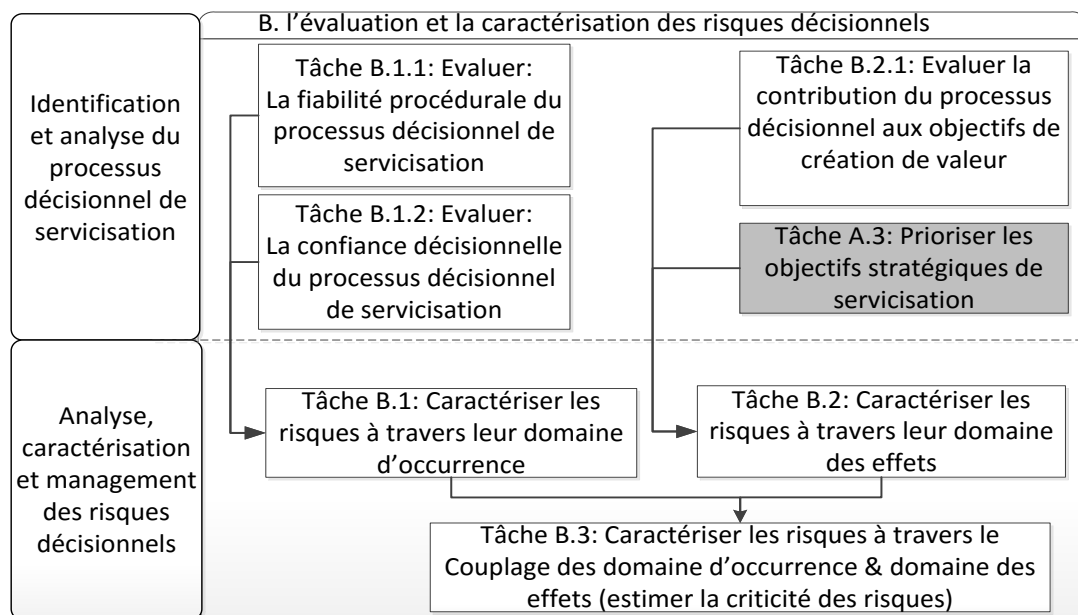 B. l’évaluation et la caractérisation des risques décisionnels
Identification
et analyse du
processus
décisionnel de
servicisation
Tâche B.1.1: Evaluer:
La fiabilité procédurale du
processus décisionnel de
servicisation
Tâche B.2.1: Evaluer la
contribution du processus
décisionnel aux objectifs de
création de valeur
Tâche B.1.2: Evaluer:
La confiance décisionnelle
du processus décisionnel
de servicisation
Tâche A.3: Prioriser les
objectifs stratégiques de
servicisation
Analyse,
caractérisation
et management
des risques
décisionnels
Tâche B.1: Caractériser les
risques à travers leur domaine
d’occurrence
Tâche B.2: Caractériser les
risques à travers leur domaine
des effets
Tâche B.3: Caractériser les risques à travers le
Couplage des domaine d’occurrence & domaine des
effets (estimer la criticité des risques)